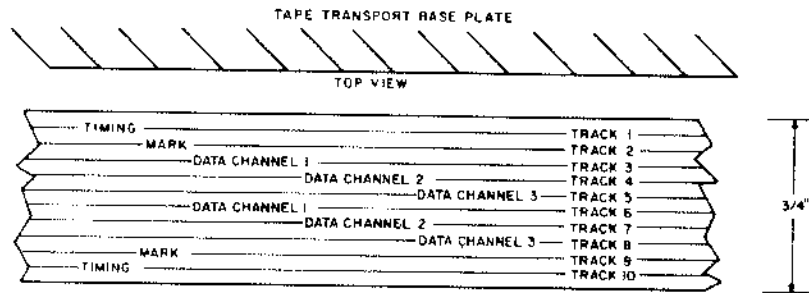 TAPE TRANSPORT BASE PLATE
TOP VIEW
TIMING TRACK 1
MARK TRACK 2
DATA CHANNEL 1 TRACK 3
DATA CHANNEL 2 TRACK 4
DATA CHANNEL 3 TRACK 5
DATA CHANNEL 1 TRACK 6
DATA CHANNEL 2 TRACK 7
DATA CHANNEL 3 TRACK 8
MARK TRACK 9
TIMING TRACK 10
3/4"